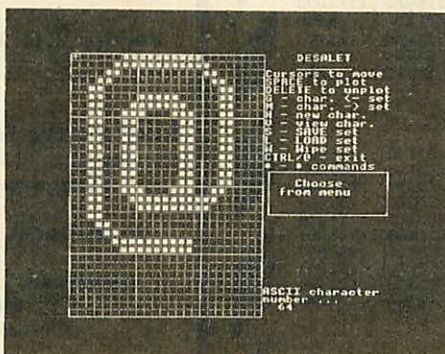 DESALET
Cursors to move
SPACE to plot
DELETE to unplot
G - char. <- set
M - char. -> set
N - new char.
D - view char.
S - SAVE set
L - LOAD set
W - Wipe set
CTRL/@ - exit
* - * commands
Choose
from menu
ASCII character
number ...
64